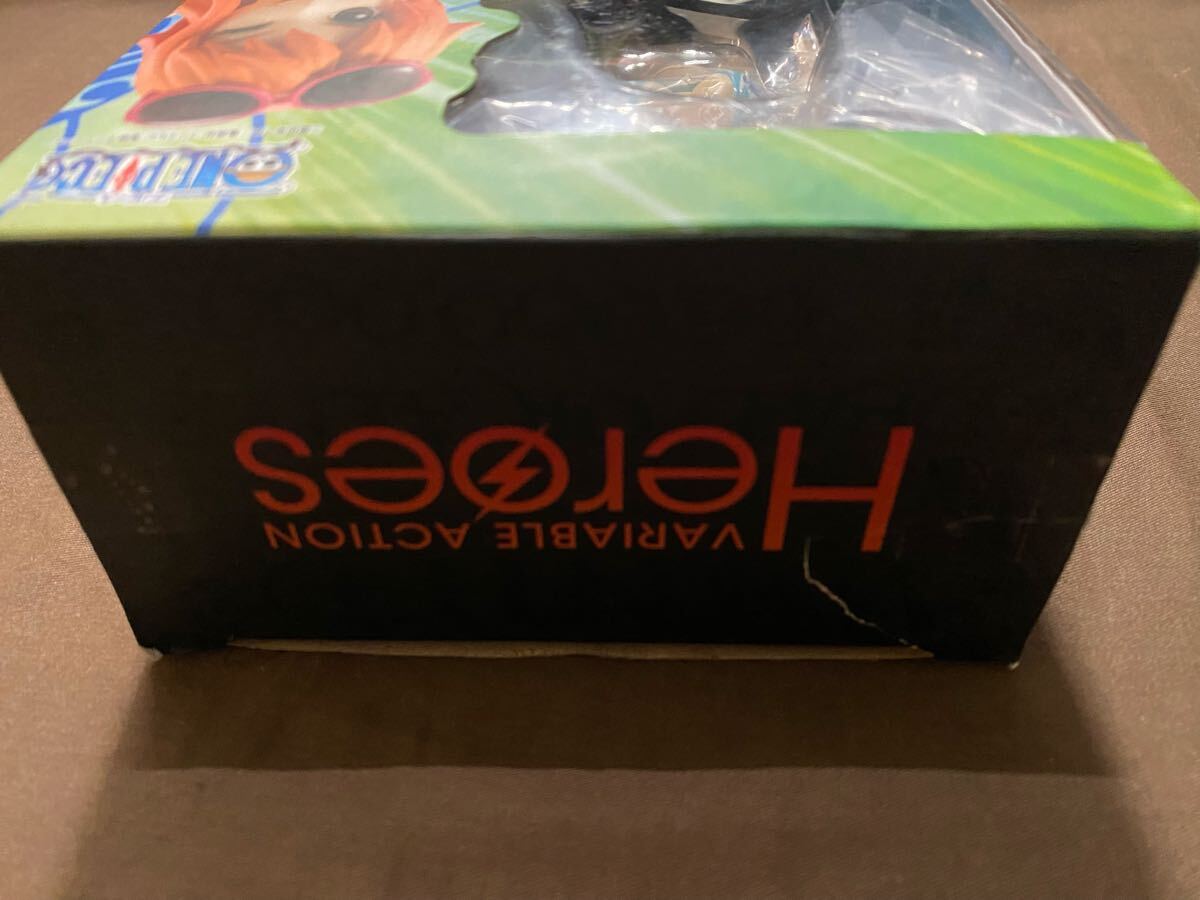 ONE PIECE
VARIABLE ACTION
Heroes